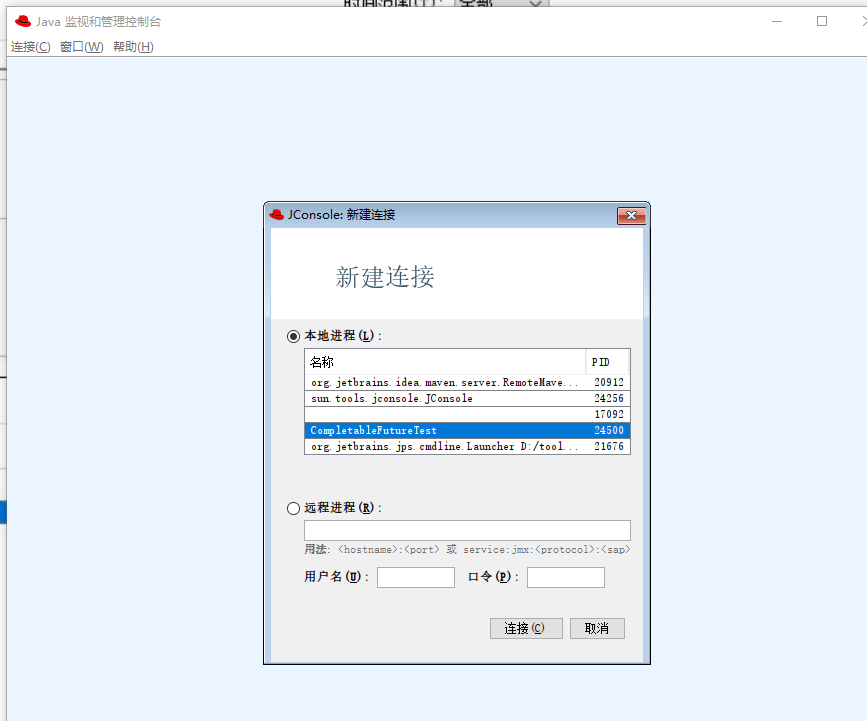 Java 监视和管理控制台
连接(C) 窗口(W) 帮助(H)
JConsole: 新建连接
新建连接
本地进程(L):
名称 PID
org.jetbrains.idea.maven.server.RemoteMave... 20912
sun.tools.jconsole.JConsole 24256
17092
CompletableFutureTest 24500
org.jetbrains.jps.cmdline.Launcher D:/tool... 21676
远程进程(R):
用法: <hostname>:<port> 或 service:jmx:<protocol>:<sap>
用户名(U): 口令(P):
连接(C) 取消